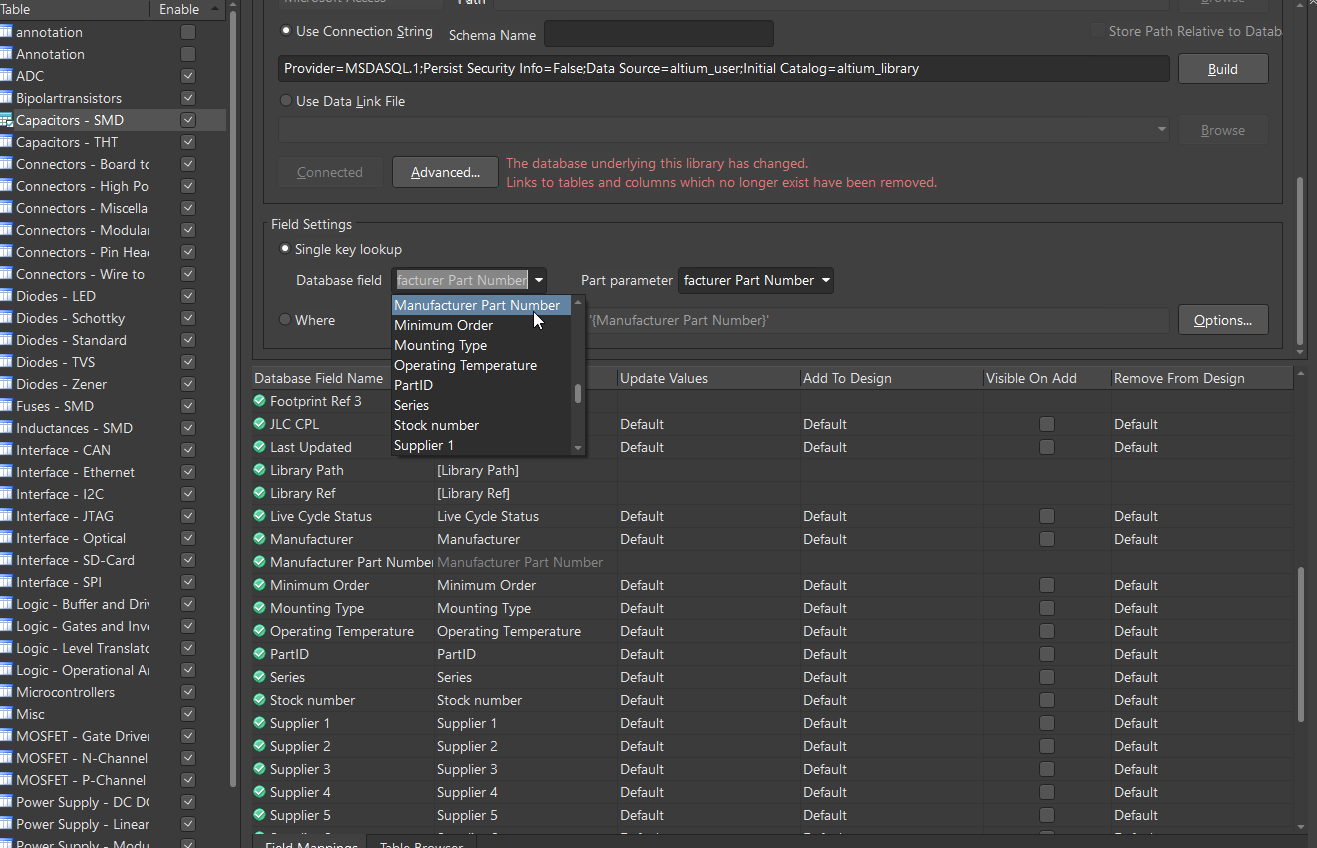 Table Enable
annotation
Annotation
ADC
Bipolartransistors
Capacitors - SMD
Capacitors - THT
Connectors - Board to
Connectors - High Po
Connectors - Miscella
Connectors - Modular
Connectors - Pin Head
Connectors - Wire to
Diodes - LED
Diodes - Schottky
Diodes - Standard
Diodes - TVS
Diodes - Zener
Fuses - SMD
Inductances - SMD
Interface - CAN
Interface - Ethernet
Interface - I2C
Interface - JTAG
Interface - Optical
Interface - SD-Card
Interface - SPI
Logic - Buffer and Driv
Logic - Gates and Inve
Logic - Level Translato
Logic - Operational A
Microcontrollers
Misc
MOSFET - Gate Driver
MOSFET - N-Channel
MOSFET - P-Channel
Power Supply - DC DC
Power Supply - Linear
Power Supply - Modu
Microsoft Access Path Browse
Use Connection String Schema Name Store Path Relative to Datab
Provider=MSDASQL.1;Persist Security Info=False;Data Source=altium_user;Initial Catalog=altium_library Build
Use Data Link File
Browse
Connected Advanced... The database underlying this library has changed.
Links to tables and columns which no longer exist have been removed.
Field Settings
Single key lookup
Database field facturer Part Number Part parameter facturer Part Number
Manufacturer Part Number
Minimum Order
Mounting Type
Operating Temperature
PartID
Series
Stock number
Supplier 1
Where '{Manufacturer Part Number}' Options...
Database Field Name Update Values Add To Design Visible On Add Remove From Design
Footprint Ref 3
JLC CPL Default Default Default
Last Updated Default Default Default
Library Path [Library Path]
Library Ref [Library Ref]
Live Cycle Status Live Cycle Status Default Default Default
Manufacturer Manufacturer Default Default Default
Manufacturer Part Number Manufacturer Part Number
Minimum Order Minimum Order Default Default Default
Mounting Type Mounting Type Default Default Default
Operating Temperature Operating Temperature Default Default Default
PartID PartID Default Default Default
Series Series Default Default Default
Stock number Stock number Default Default Default
Supplier 1 Supplier 1 Default Default Default
Supplier 2 Supplier 2 Default Default Default
Supplier 3 Supplier 3 Default Default Default
Supplier 4 Supplier 4 Default Default Default
Supplier 5 Supplier 5 Default Default Default
Field Mappings Table Browser